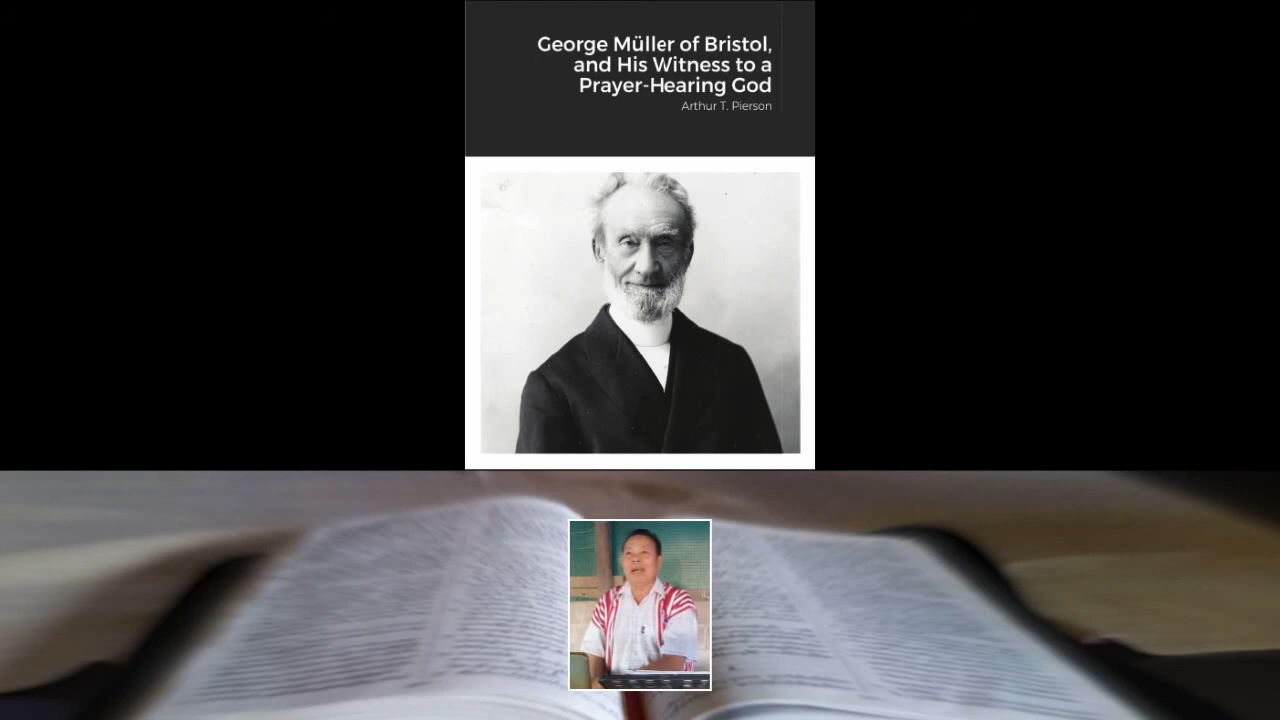 George Müller of Bristol,
and His Witness to a
Prayer-Hearing God
Arthur T. Pierson